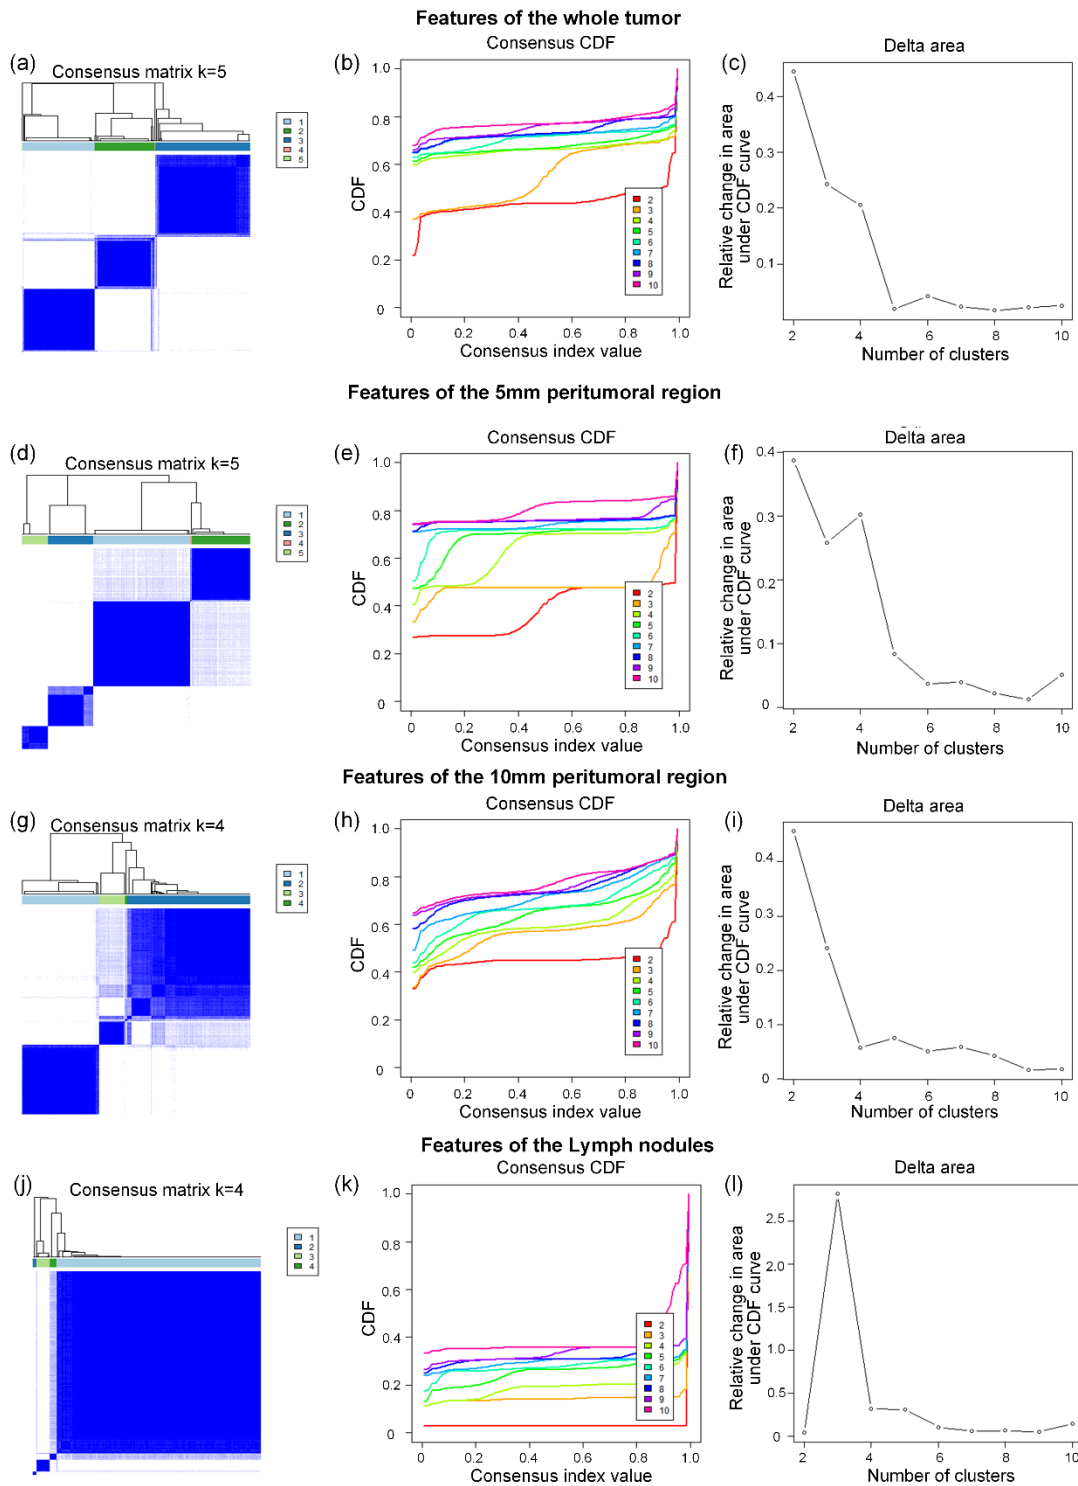 Features of the whole tumor
(a)
Consensus matrix k=5
1
2
3
4
5
(b)
Consensus CDF
1.0
0.8
0.6
0.4
0.2
0
CDF
2
3
4
5
6
7
8
9
10
0 0.2 0.4 0.6 0.8 1.0
Consensus index value
(c)
Delta area
0.4
0.3
0.2
0.1
Relative change in area
under CDF curve
2 4 6 8 10
Number of clusters
Features of the 5mm peritumoral region
(d)
Consensus matrix k=5
1
2
3
4
5
(e)
Consensus CDF
1.0
0.8
0.6
0.4
0.2
0
CDF
2
3
4
5
6
7
8
9
10
0 0.2 0.4 0.6 0.8 1.0
Consensus index value
(f)
Delta area
0.4
0.3
0.2
0.1
0
Relative change in area
under CDF curve
2 4 6 8 10
Number of clusters
Features of the 10mm peritumoral region
(g)
Consensus matrix k=4
1
2
3
4
(h)
Consensus CDF
1.0
0.8
0.6
0.4
0.2
0
CDF
2
3
4
5
6
7
8
9
10
0 0.2 0.4 0.6 0.8 1.0
Consensus index value
(i)
Delta area
0.4
0.3
0.2
0.1
0
Relative change in area
under CDF curve
2 4 6 8 10
Number of clusters
Features of the Lymph nodules
(j)
Consensus matrix k=4
1
2
3
4
(k)
Consensus CDF
1.0
0.8
0.6
0.4
0.2
0
CDF
2
3
4
5
6
7
8
9
10
0 0.2 0.4 0.6 0.8 1.0
Consensus index value
(l)
Delta area
2.5
2.0
1.5
1.0
0.5
0
Relative change in area
under CDF curve
2 4 6 8 10
Number of clusters